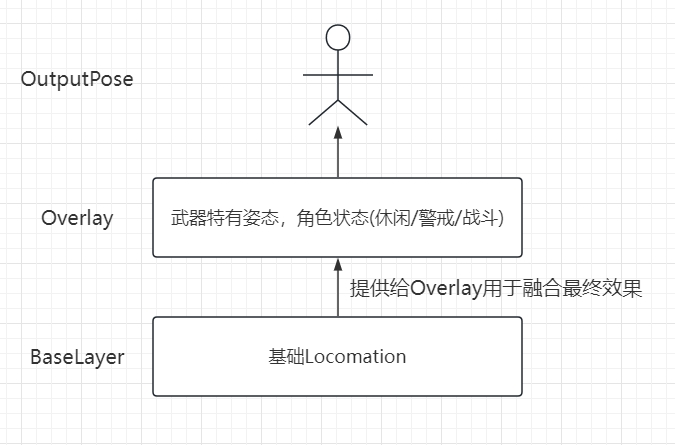 OutputPose
Overlay
武器特有姿态，角色状态(休闲/警戒/战斗)
提供给Overlay用于融合最终效果
BaseLayer
基础Locomation